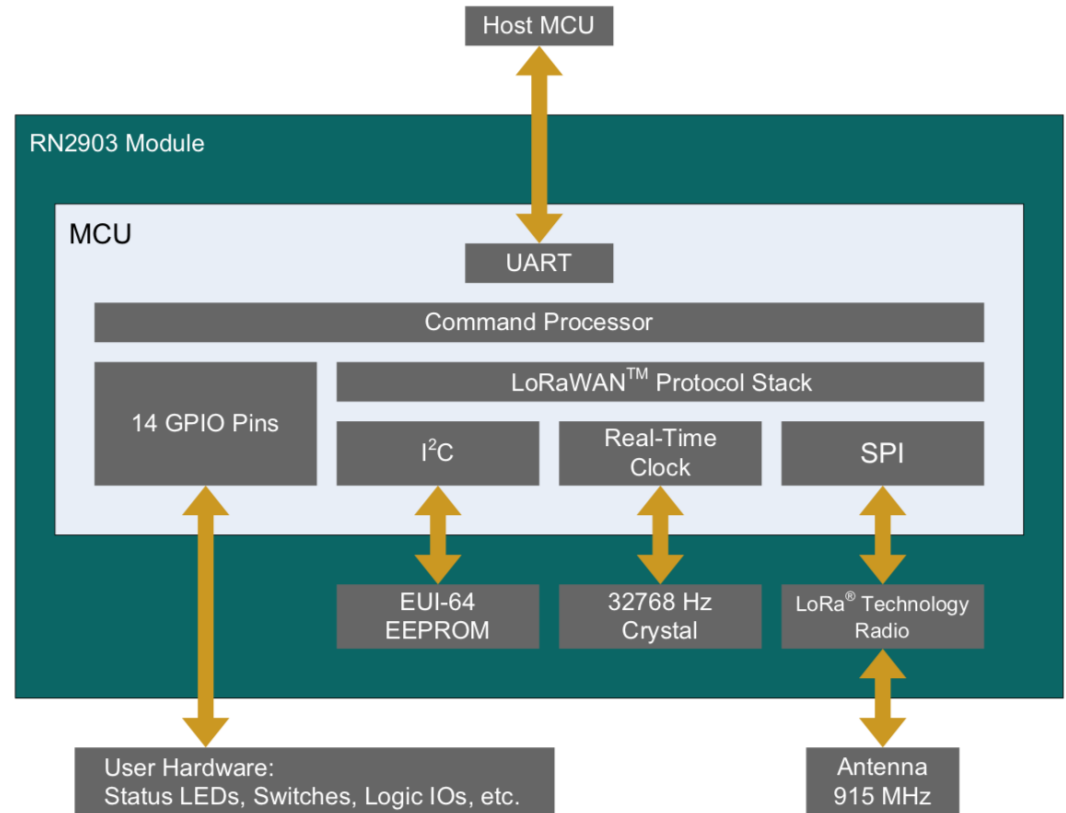 Host MCU
RN2903 Module
MCU
UART
Command Processor
14 GPIO Pins
LoRaWAN™ Protocol Stack
I²C
Real-Time
Clock
SPI
EUI-64
EEPROM
32768 Hz
Crystal
LoRa® Technology
Radio
User Hardware:
Status LEDs, Switches, Logic IOs, etc.
Antenna
915 MHz